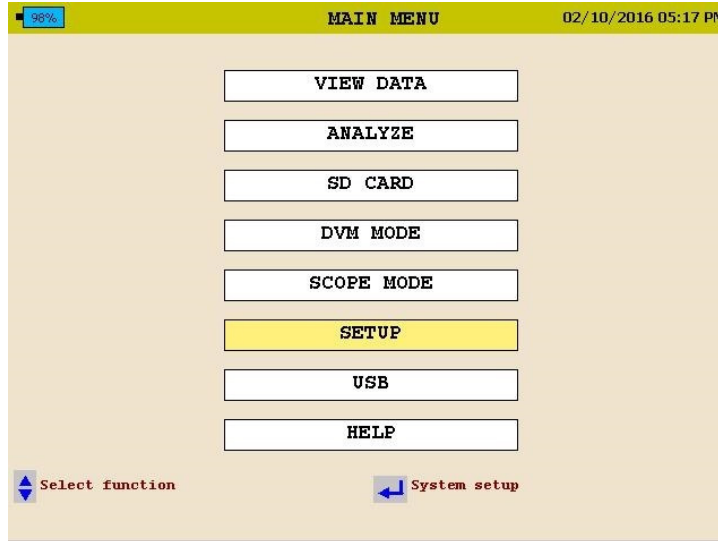 98% MAIN MENU 02/10/2016 05:17 PM
VIEW DATA
ANALYZE
SD CARD
DVM MODE
SCOPE MODE
SETUP
USB
HELP
Select function System setup